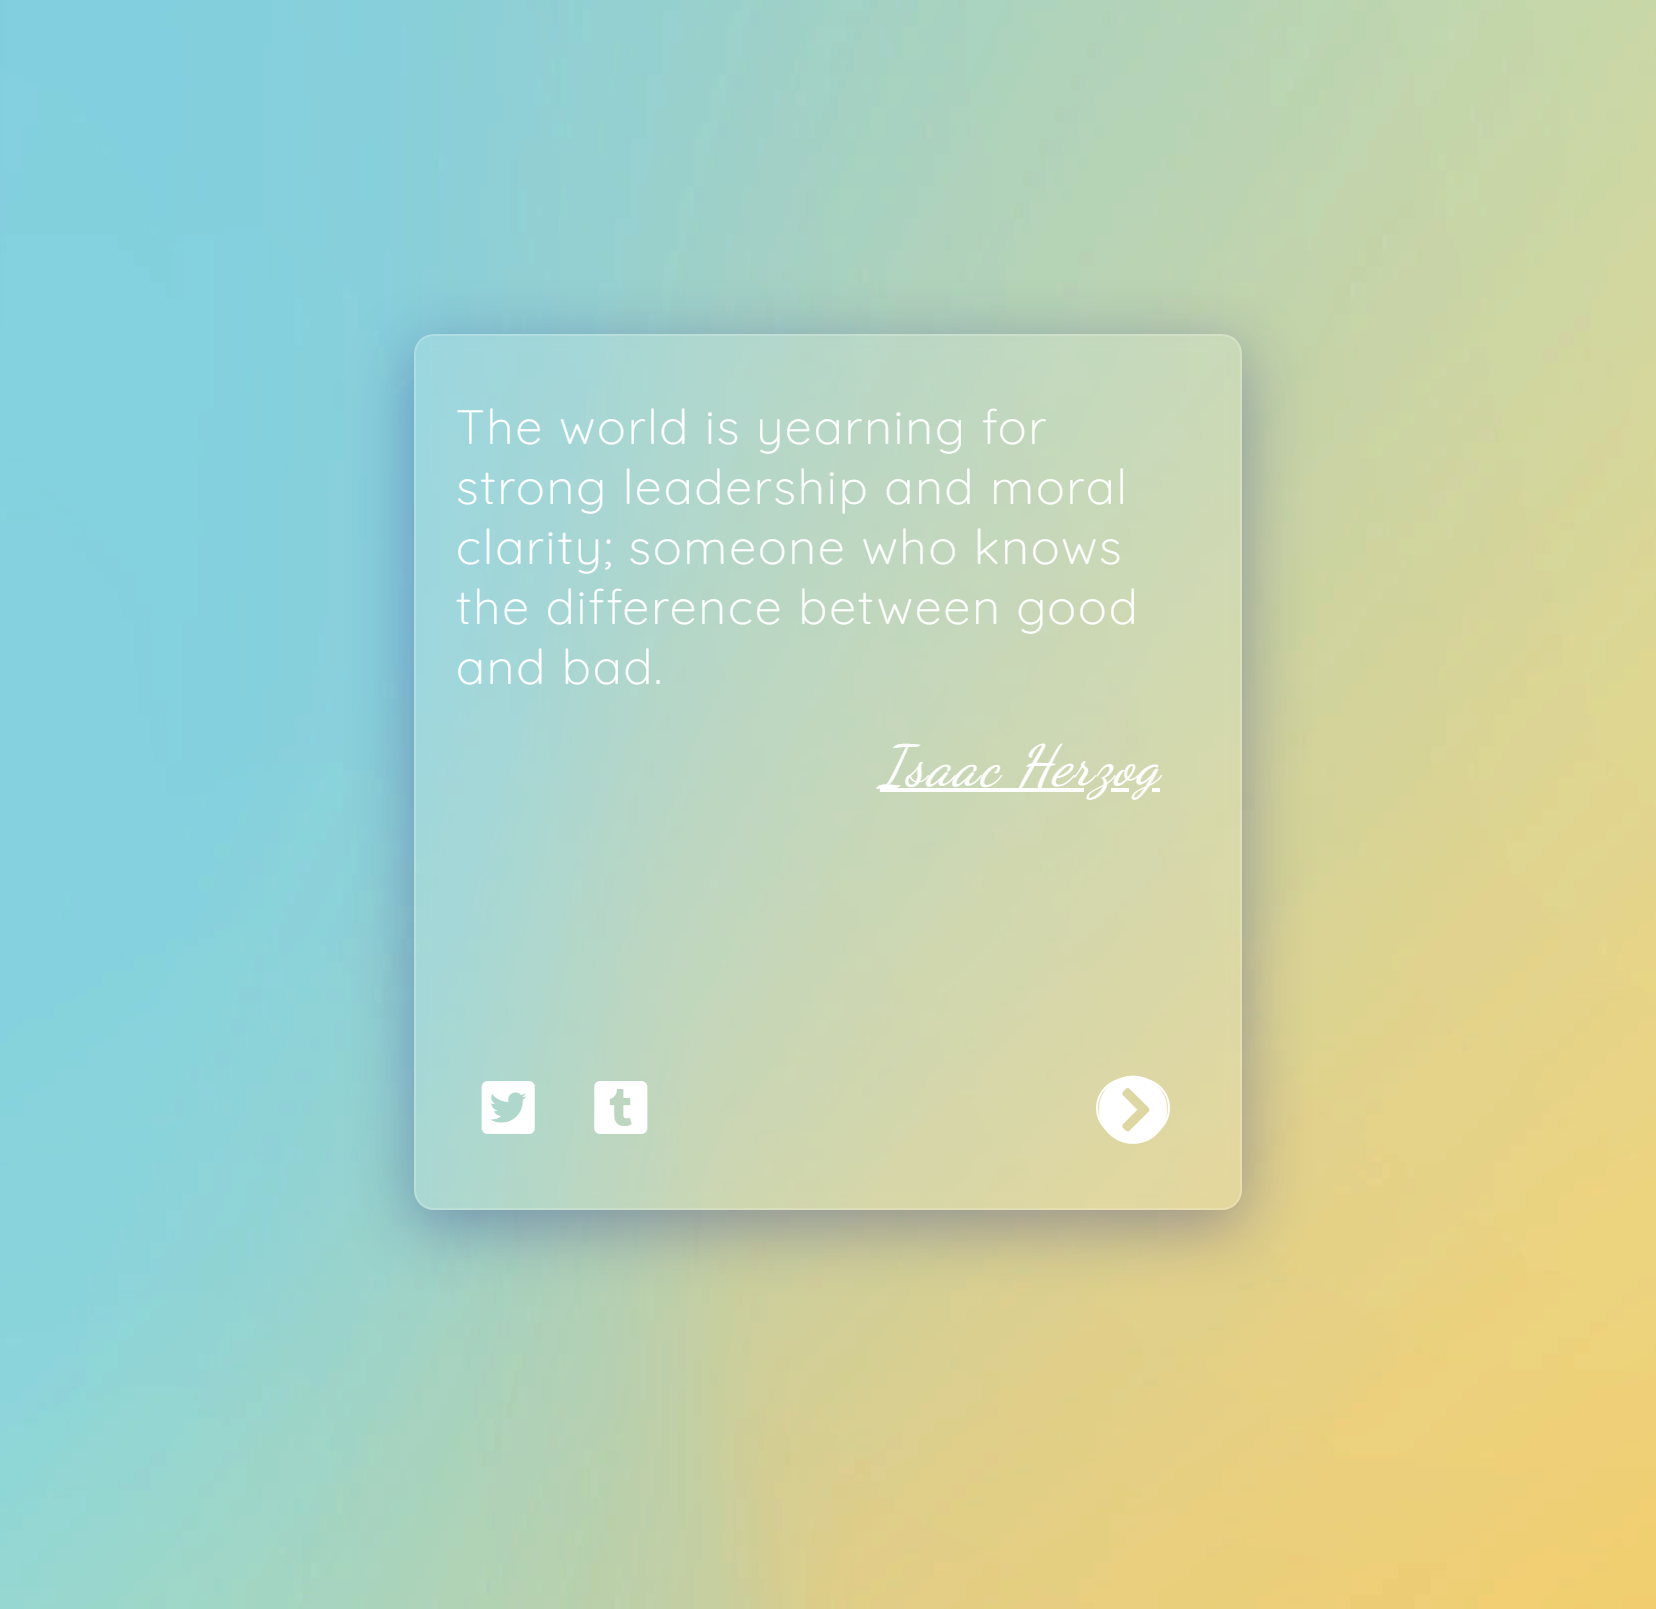 The world is yearning for
strong leadership and moral
clarity; someone who knows
the difference between good
and bad.
Isaac Herzog